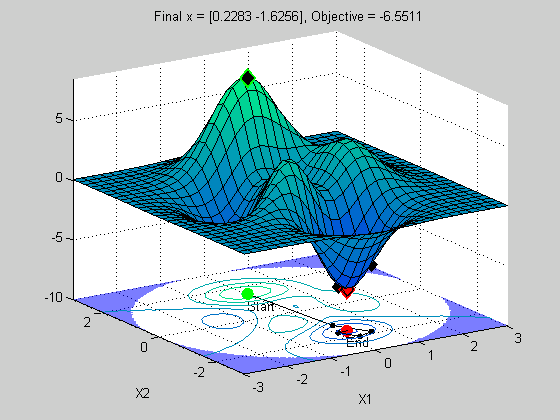 Final x = [0.2283 -1.6256], Objective = -6.5511
5
0
-5
-10
2
0
-2
-3
-2
-1
0
1
2
3
Start
End
X2
X1